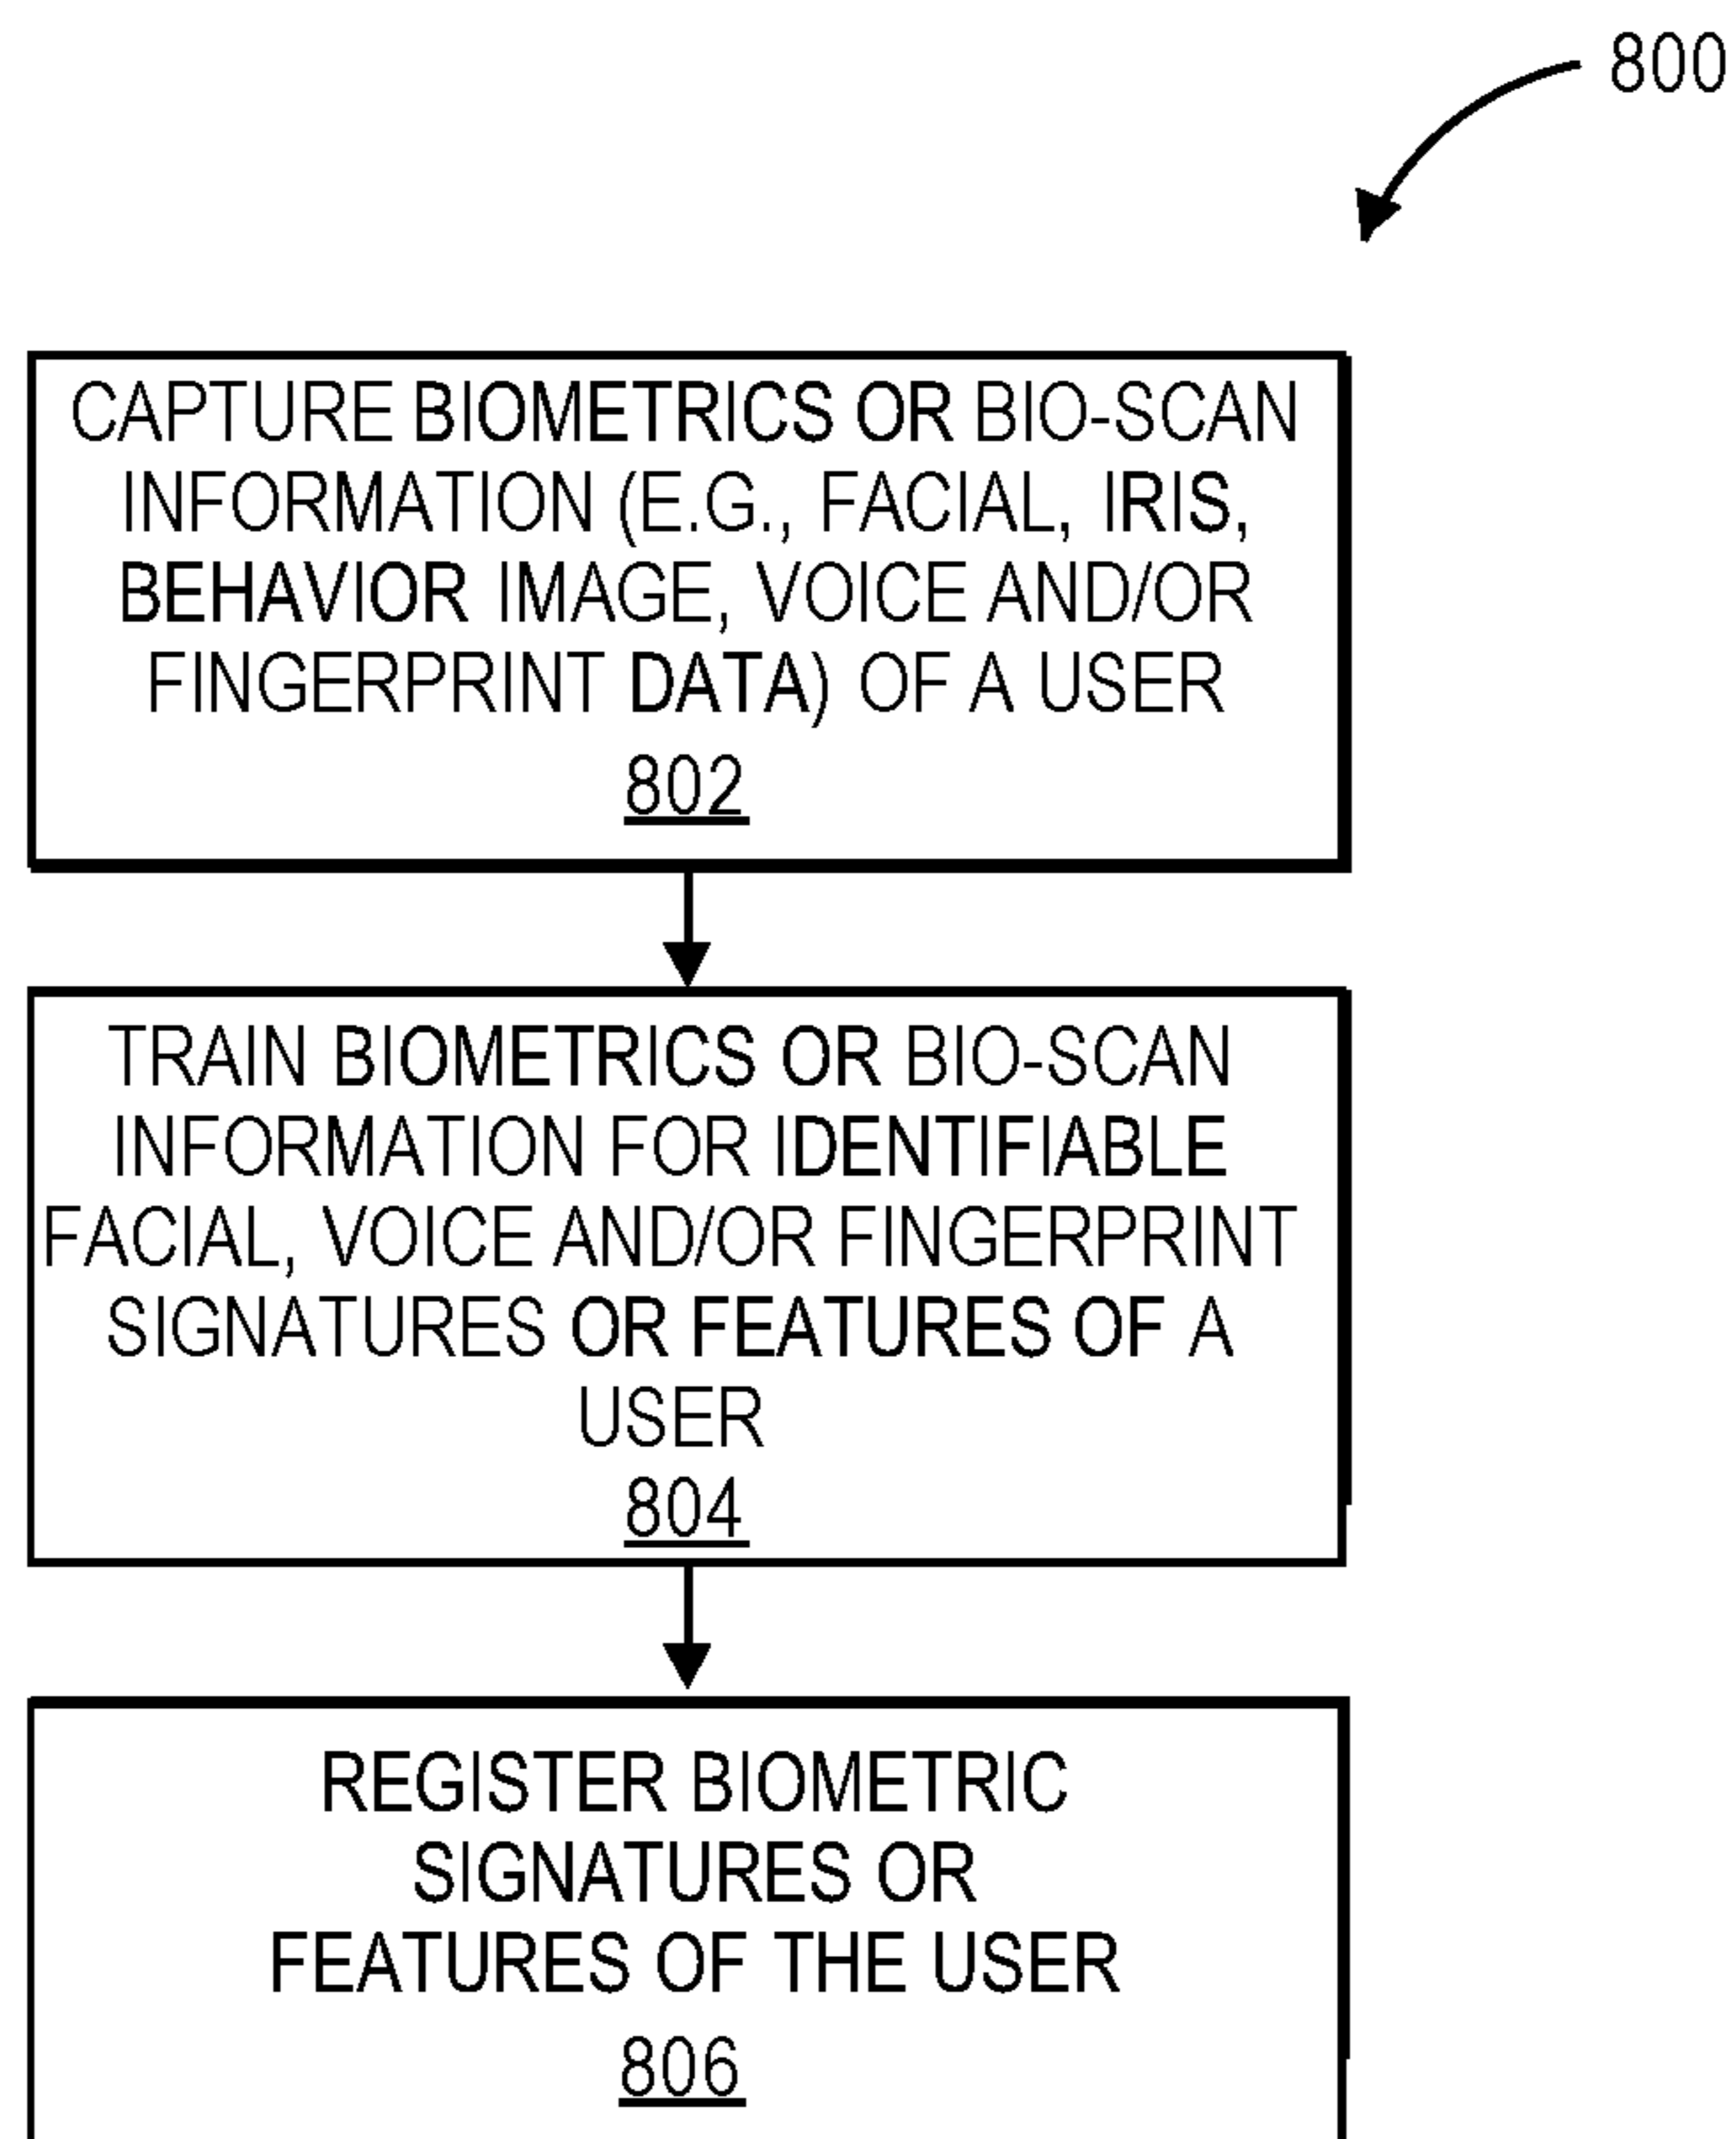 800
CAPTURE BIOMETRICS OR BIO-SCAN
INFORMATION (E.G., FACIAL, IRIS,
BEHAVIOR IMAGE, VOICE AND/OR
FINGERPRINT DATA) OF A USER
802
TRAIN BIOMETRICS OR BIO-SCAN
INFORMATION FOR IDENTIFIABLE
FACIAL, VOICE AND/OR FINGERPRINT
SIGNATURES OR FEATURES OF A
USER
804
REGISTER BIOMETRIC
SIGNATURES OR
FEATURES OF THE USER
806